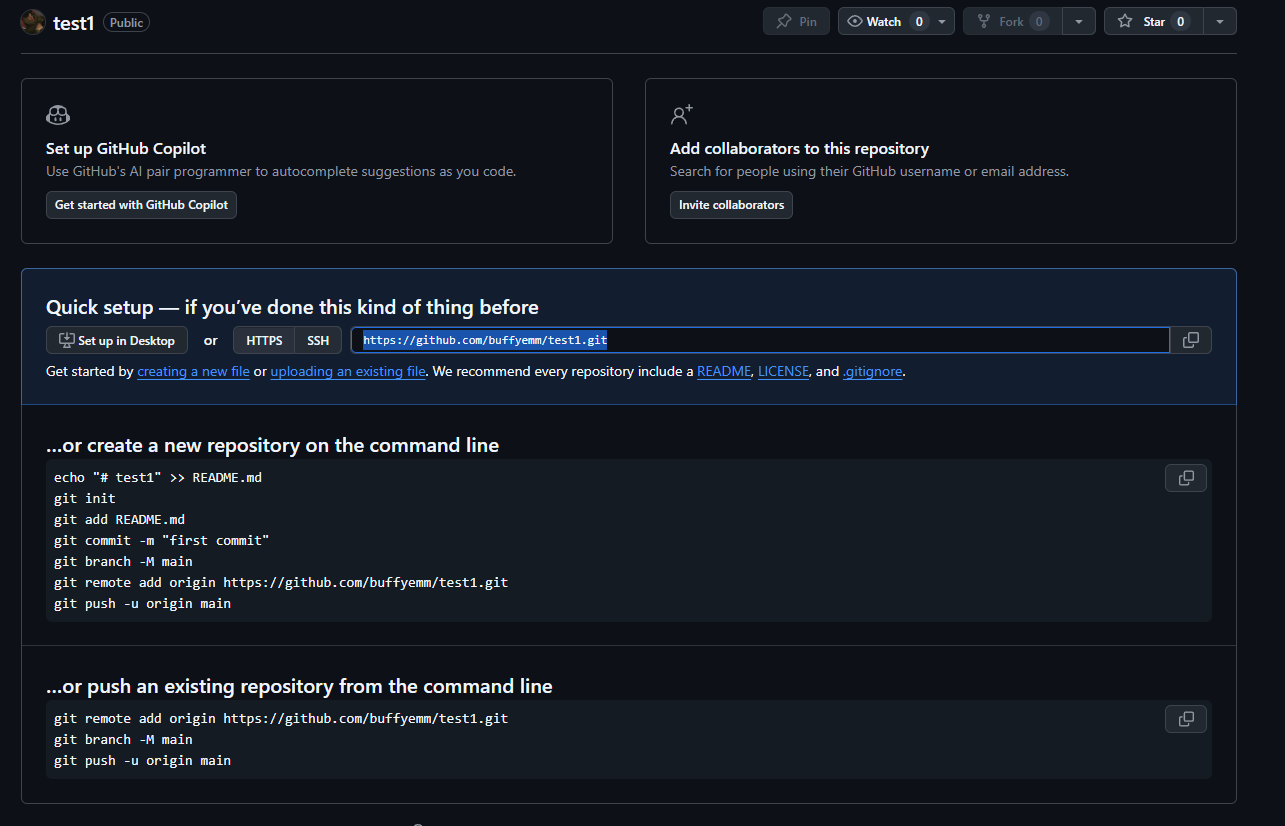 test1 Public Pin Watch 0 Fork 0 Star 0
Set up GitHub Copilot
Use GitHub's AI pair programmer to autocomplete suggestions as you code.
Get started with GitHub Copilot
Add collaborators to this repository
Search for people using their GitHub username or email address.
Invite collaborators
Quick setup — if you’ve done this kind of thing before
Set up in Desktop or HTTPS SSH https://github.com/buffyemm/test1.git
Get started by creating a new file or uploading an existing file. We recommend every repository include a README, LICENSE, and .gitignore.
...or create a new repository on the command line
echo "# test1" >> README.md
git init
git add README.md
git commit -m "first commit"
git branch -M main
git remote add origin https://github.com/buffyemm/test1.git
git push -u origin main
...or push an existing repository from the command line
git remote add origin https://github.com/buffyemm/test1.git
git branch -M main
git push -u origin main